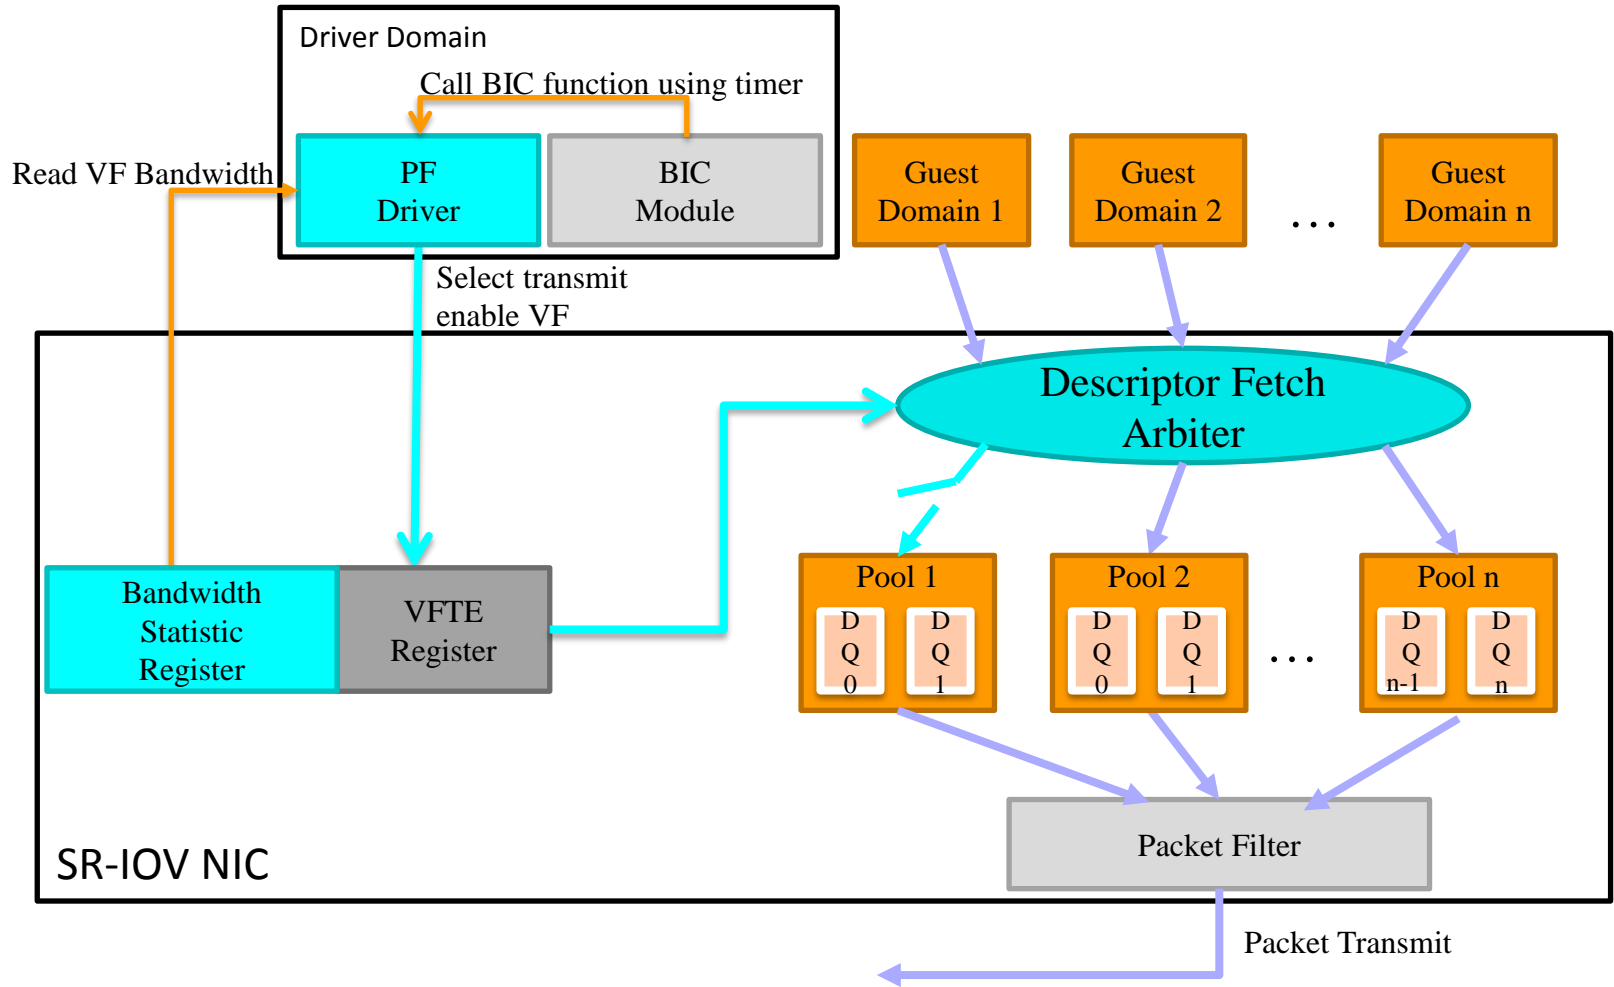 Driver Domain
Call BIC function using timer
Read VF Bandwidth
PF
Driver
BIC
Module
Guest
Domain 1
Guest
Domain 2
...
Guest
Domain n
Select transmit
enable VF
Descriptor Fetch
Arbiter
Bandwidth
Statistic
Register
VFTE
Register
Pool 1
D
Q
0
D
Q
1
Pool 2
D
Q
0
D
Q
1
...
Pool n
D
Q
n-1
D
Q
n
Packet Filter
SR-IOV NIC
Packet Transmit